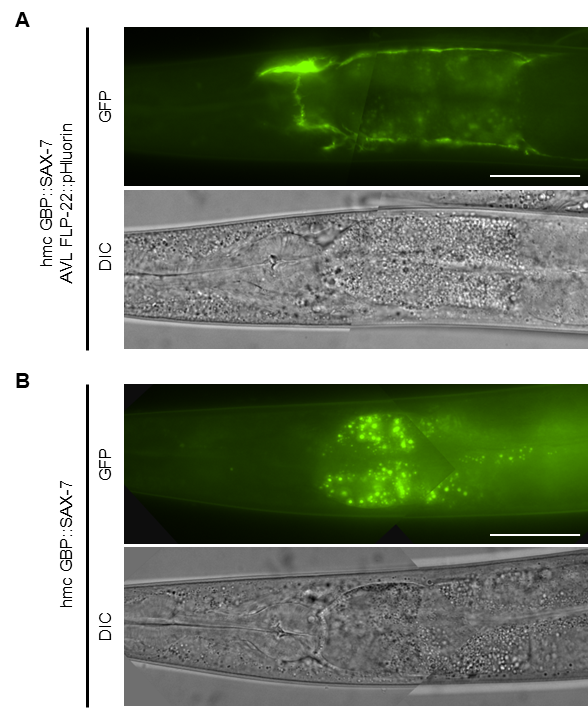 A
hmc GBP::SAX-7
AVL FLP-22::pHluorin
GFP
DIC
B
hmc GBP::SAX-7
GFP
DIC